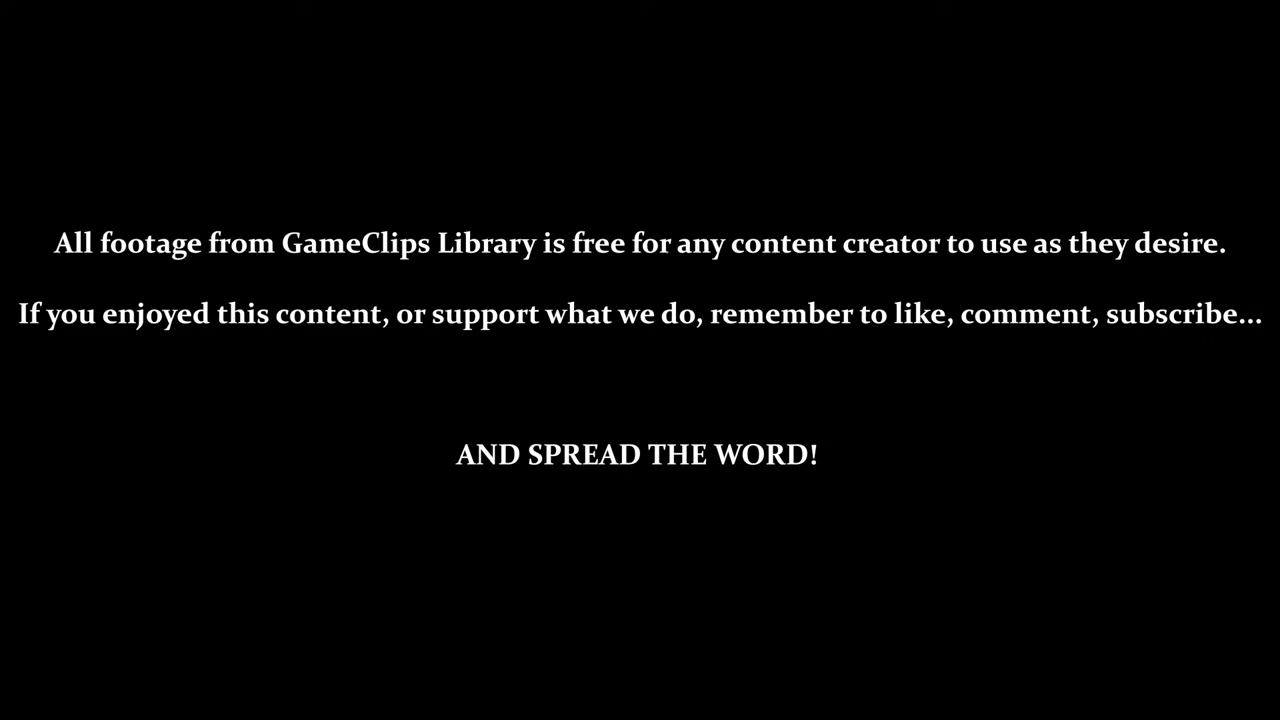 All footage from GameClips Library is free for any content creator to use as they desire.
If you enjoyed this content, or support what we do, remember to like, comment, subscribe...
AND SPREAD THE WORD!